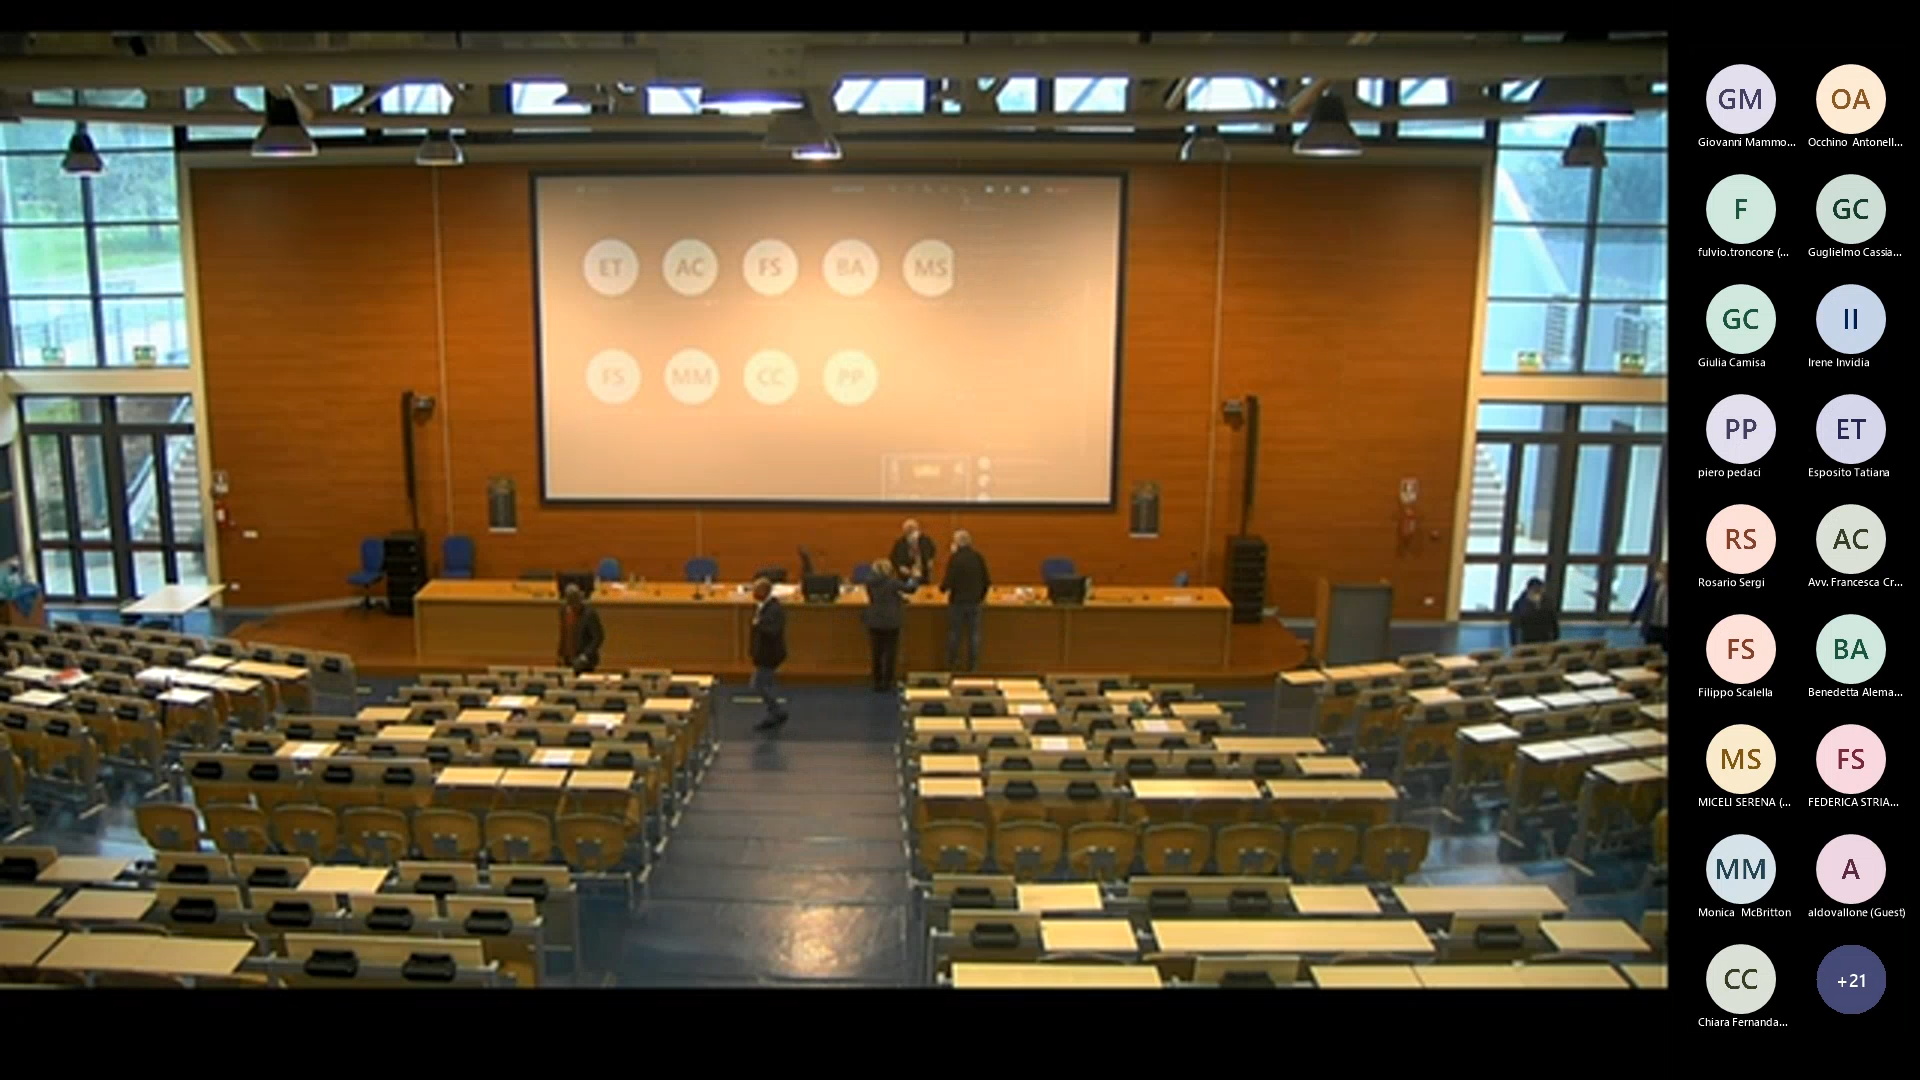 ET AC FS BA MS
FS MM CC PP
GM OA
Giovanni Mammo... Occhino Antonell...
F GC
fulvio.troncone (... Guglielmo Cassia...
GC II
Giulia Camisa Irene Invidia
PP ET
piero pedaci Esposito Tatiana
RS AC
Rosario Sergi Avv. Francesca Cr...
FS BA
Filippo Scalella Benedetta Alema...
MS FS
MICELI SERENA (... FEDERICA STRIA...
MM A
Monica McBritton aldovallone (Guest)
CC +21
Chiara Fernanda...